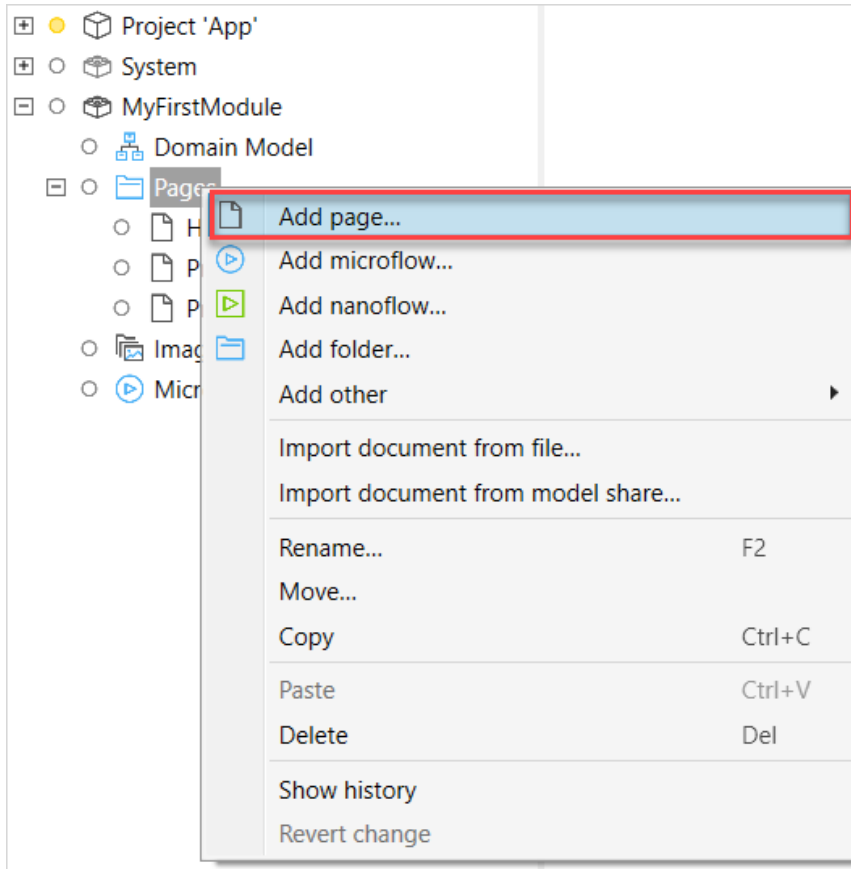 Project 'App'
System
MyFirstModule
Domain Model
Pages
Add page...
Add microflow...
Add nanoflow...
Add folder...
Add other
Import document from file...
Import document from model share...
Rename... F2
Move...
Copy Ctrl+C
Paste Ctrl+V
Delete Del
Show history
Revert change